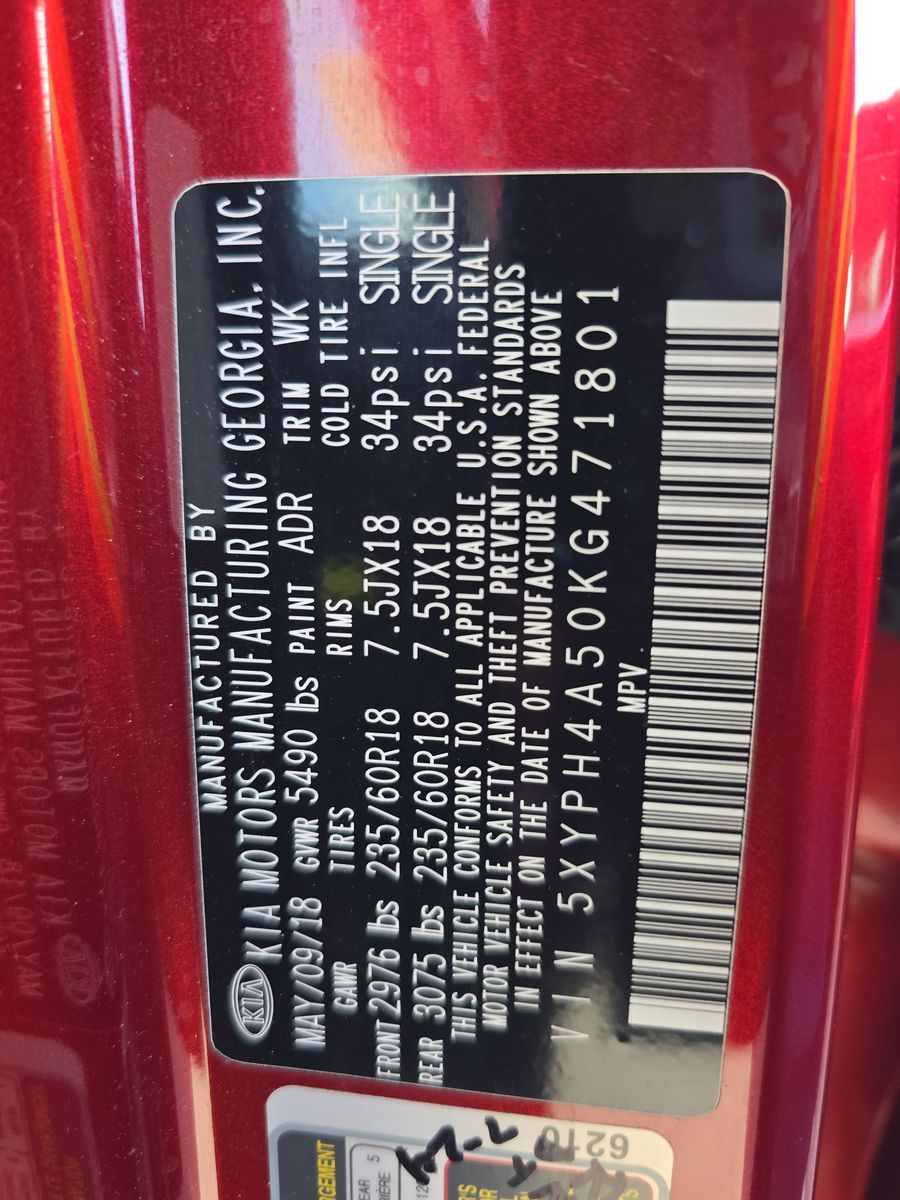 MANUFACTURED BY
KIA KIA MOTORS MANUFACTURING GEORGIA, INC.
MAY/09/18 GVWR 5490 lbs PAINT ADR TRIM WK
GAWR TIRES RIMS COLD TIRE INFL
FRONT 2976 lbs 235/60R18 7.5JX18 34psi SINGLE
REAR 3075 lbs 235/60R18 7.5JX18 34psi SINGLE
THIS VEHICLE CONFORMS TO ALL APPLICABLE U.S.A. FEDERAL
MOTOR VEHICLE SAFETY AND THEFT PREVENTION STANDARDS
IN EFFECT ON THE DATE OF MANUFACTURE SHOWN ABOVE
VIN 5XYPH4A50KG471801
MPV